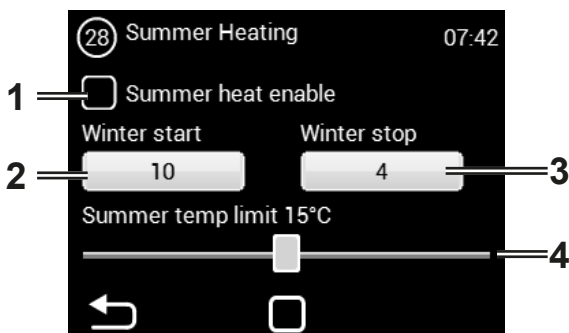 28 Summer Heating 07:42
1 Summer heat enable
Winter start Winter stop
2 10 4 3
Summer temp limit 15°C
4